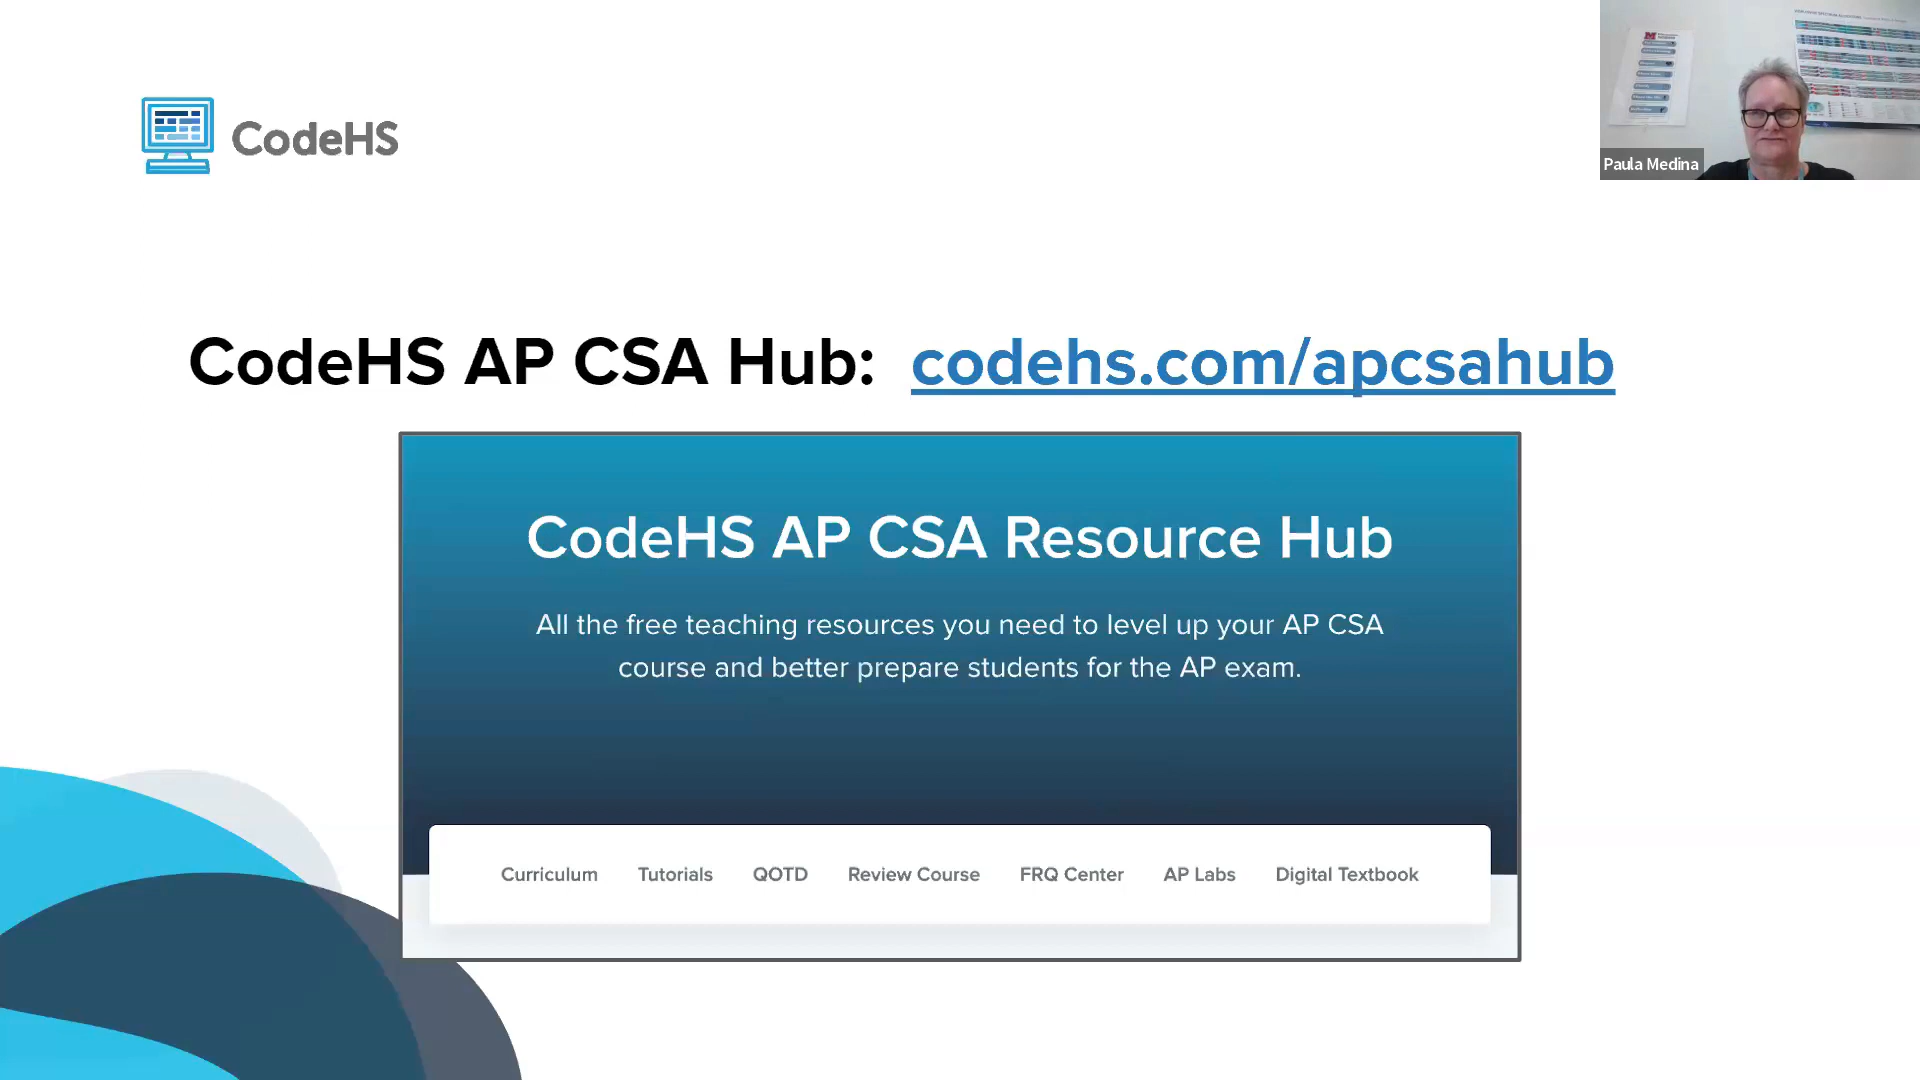 CodeHS
Paula Medina
CodeHS AP CSA Hub: codehs.com/apcsahub
CodeHS AP CSA Resource Hub
All the free teaching resources you need to level up your AP CSA
course and better prepare students for the AP exam.
Curriculum Tutorials QOTD Review Course FRQ Center AP Labs Digital Textbook